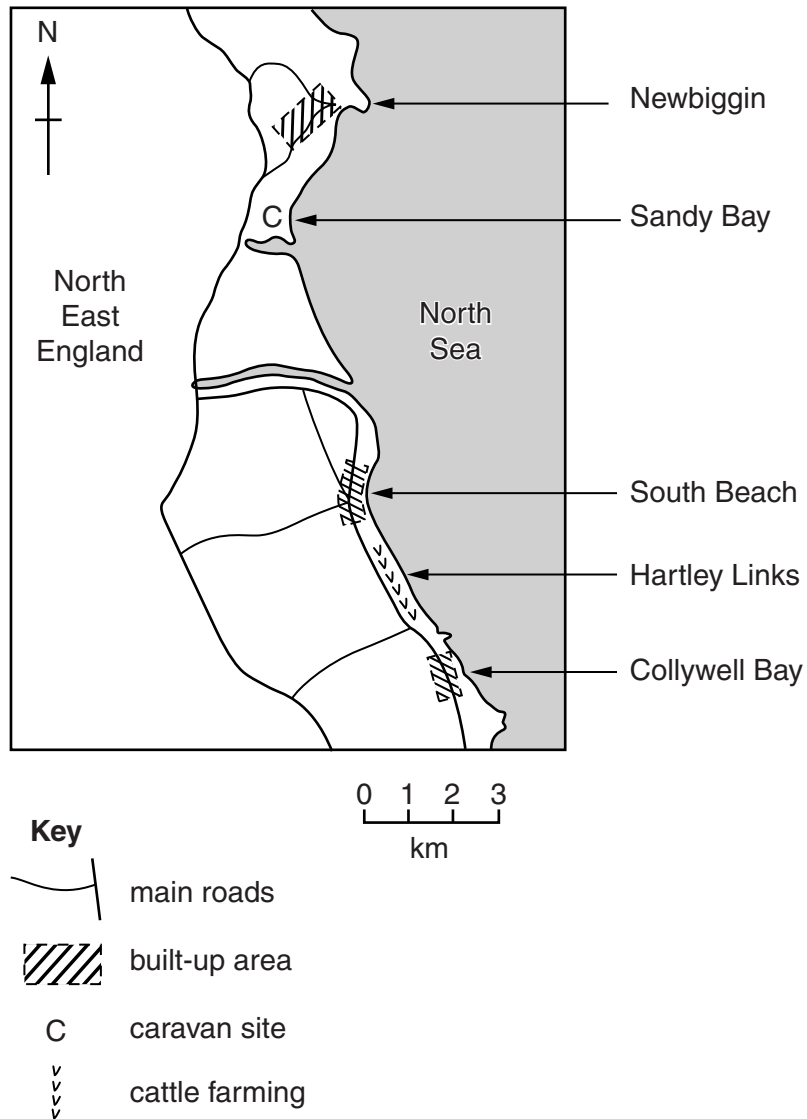 N
Newbiggin
C
Sandy Bay
North
East
England
North
Sea
South Beach
Hartley Links
Collywell Bay
0 1 2 3
km
Key
main roads
built-up area
C caravan site
cattle farming